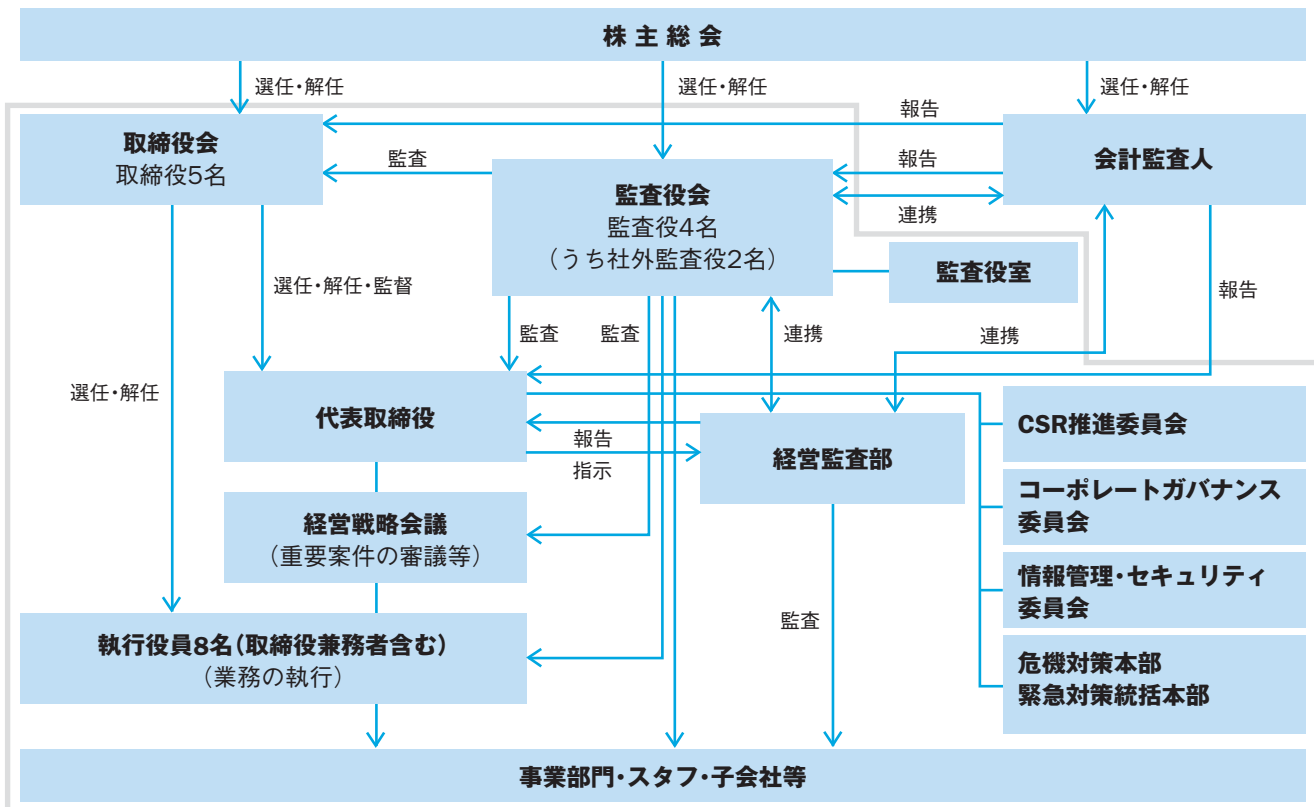 株主総会
選任・解任
選任・解任
選任・解任
報告
取締役会
取締役5名
監査
報告
会計監査人
監査役会
監査役4名
（うち社外監査役2名）
連携
監査役室
選任・解任・監督
報告
監査
監査
連携
連携
選任・解任
代表取締役
報告
指示
経営監査部
CSR推進委員会
コーポレートガバナンス
委員会
経営戦略会議
（重要案件の審議等）
情報管理・セキュリティ
委員会
監査
執行役員8名（取締役兼務者含む）
（業務の執行）
危機対策本部
緊急対策統括本部
事業部門・スタッフ・子会社等